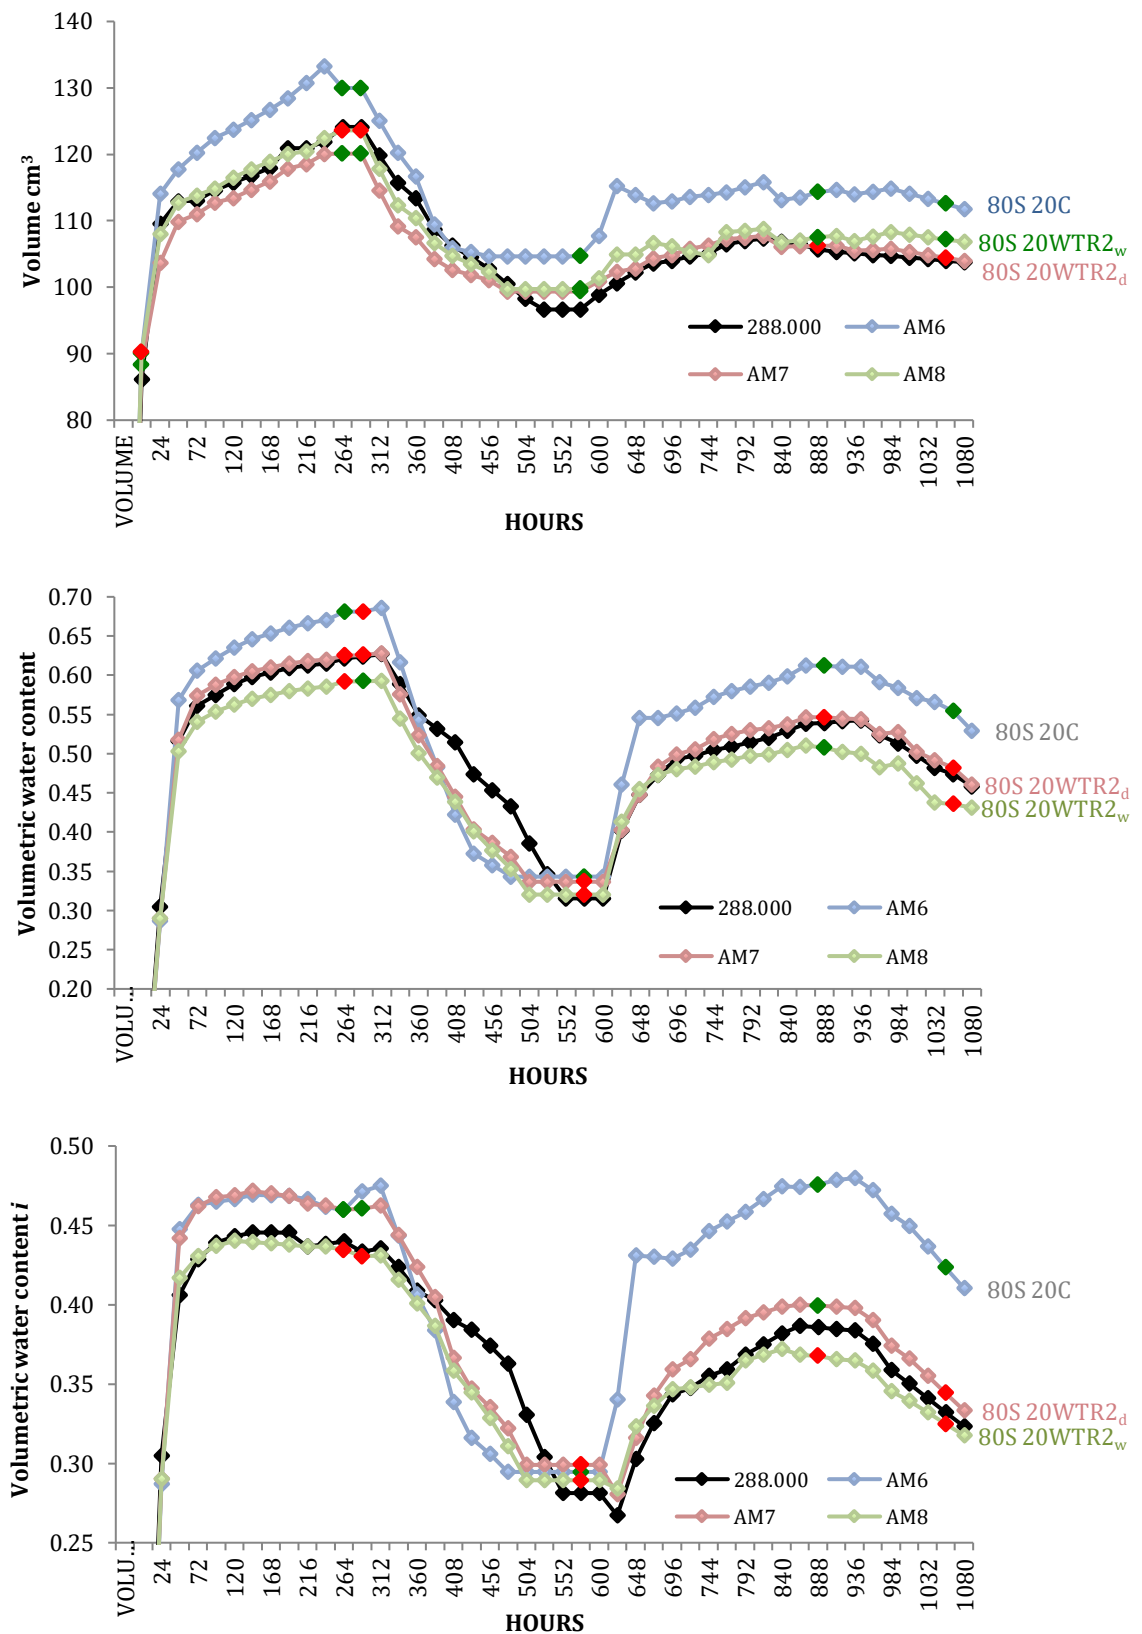 140
130
120
110
100
90
80
Volume cm³
VOLUME 24 72 120 168 216 264 312 360 408 456 504 552 600 648 696 744 792 840 888 936 984 1032 1080
HOURS
288.000 AM6
AM7 AM8
80S 20C
80S 20WTR2w
80S 20WTR2d
0.70
0.65
0.60
0.55
0.50
0.45
0.40
0.35
0.30
0.25
0.20
Volumetric water content
VOLU... 24 72 120 168 216 264 312 360 408 456 504 552 600 648 696 744 792 840 888 936 984 1032 1080
HOURS
288.000 AM6
AM7 AM8
80S 20C
80S 20WTR2d
80S 20WTR2w
0.50
0.45
0.40
0.35
0.30
0.25
Volumetric water content i
VOLU... 24 72 120 168 216 264 312 360 408 456 504 552 600 648 696 744 792 840 888 936 984 1032 1080
HOURS
288.000 AM6
AM7 AM8
80S 20C
80S 20WTR2d
80S 20WTR2w